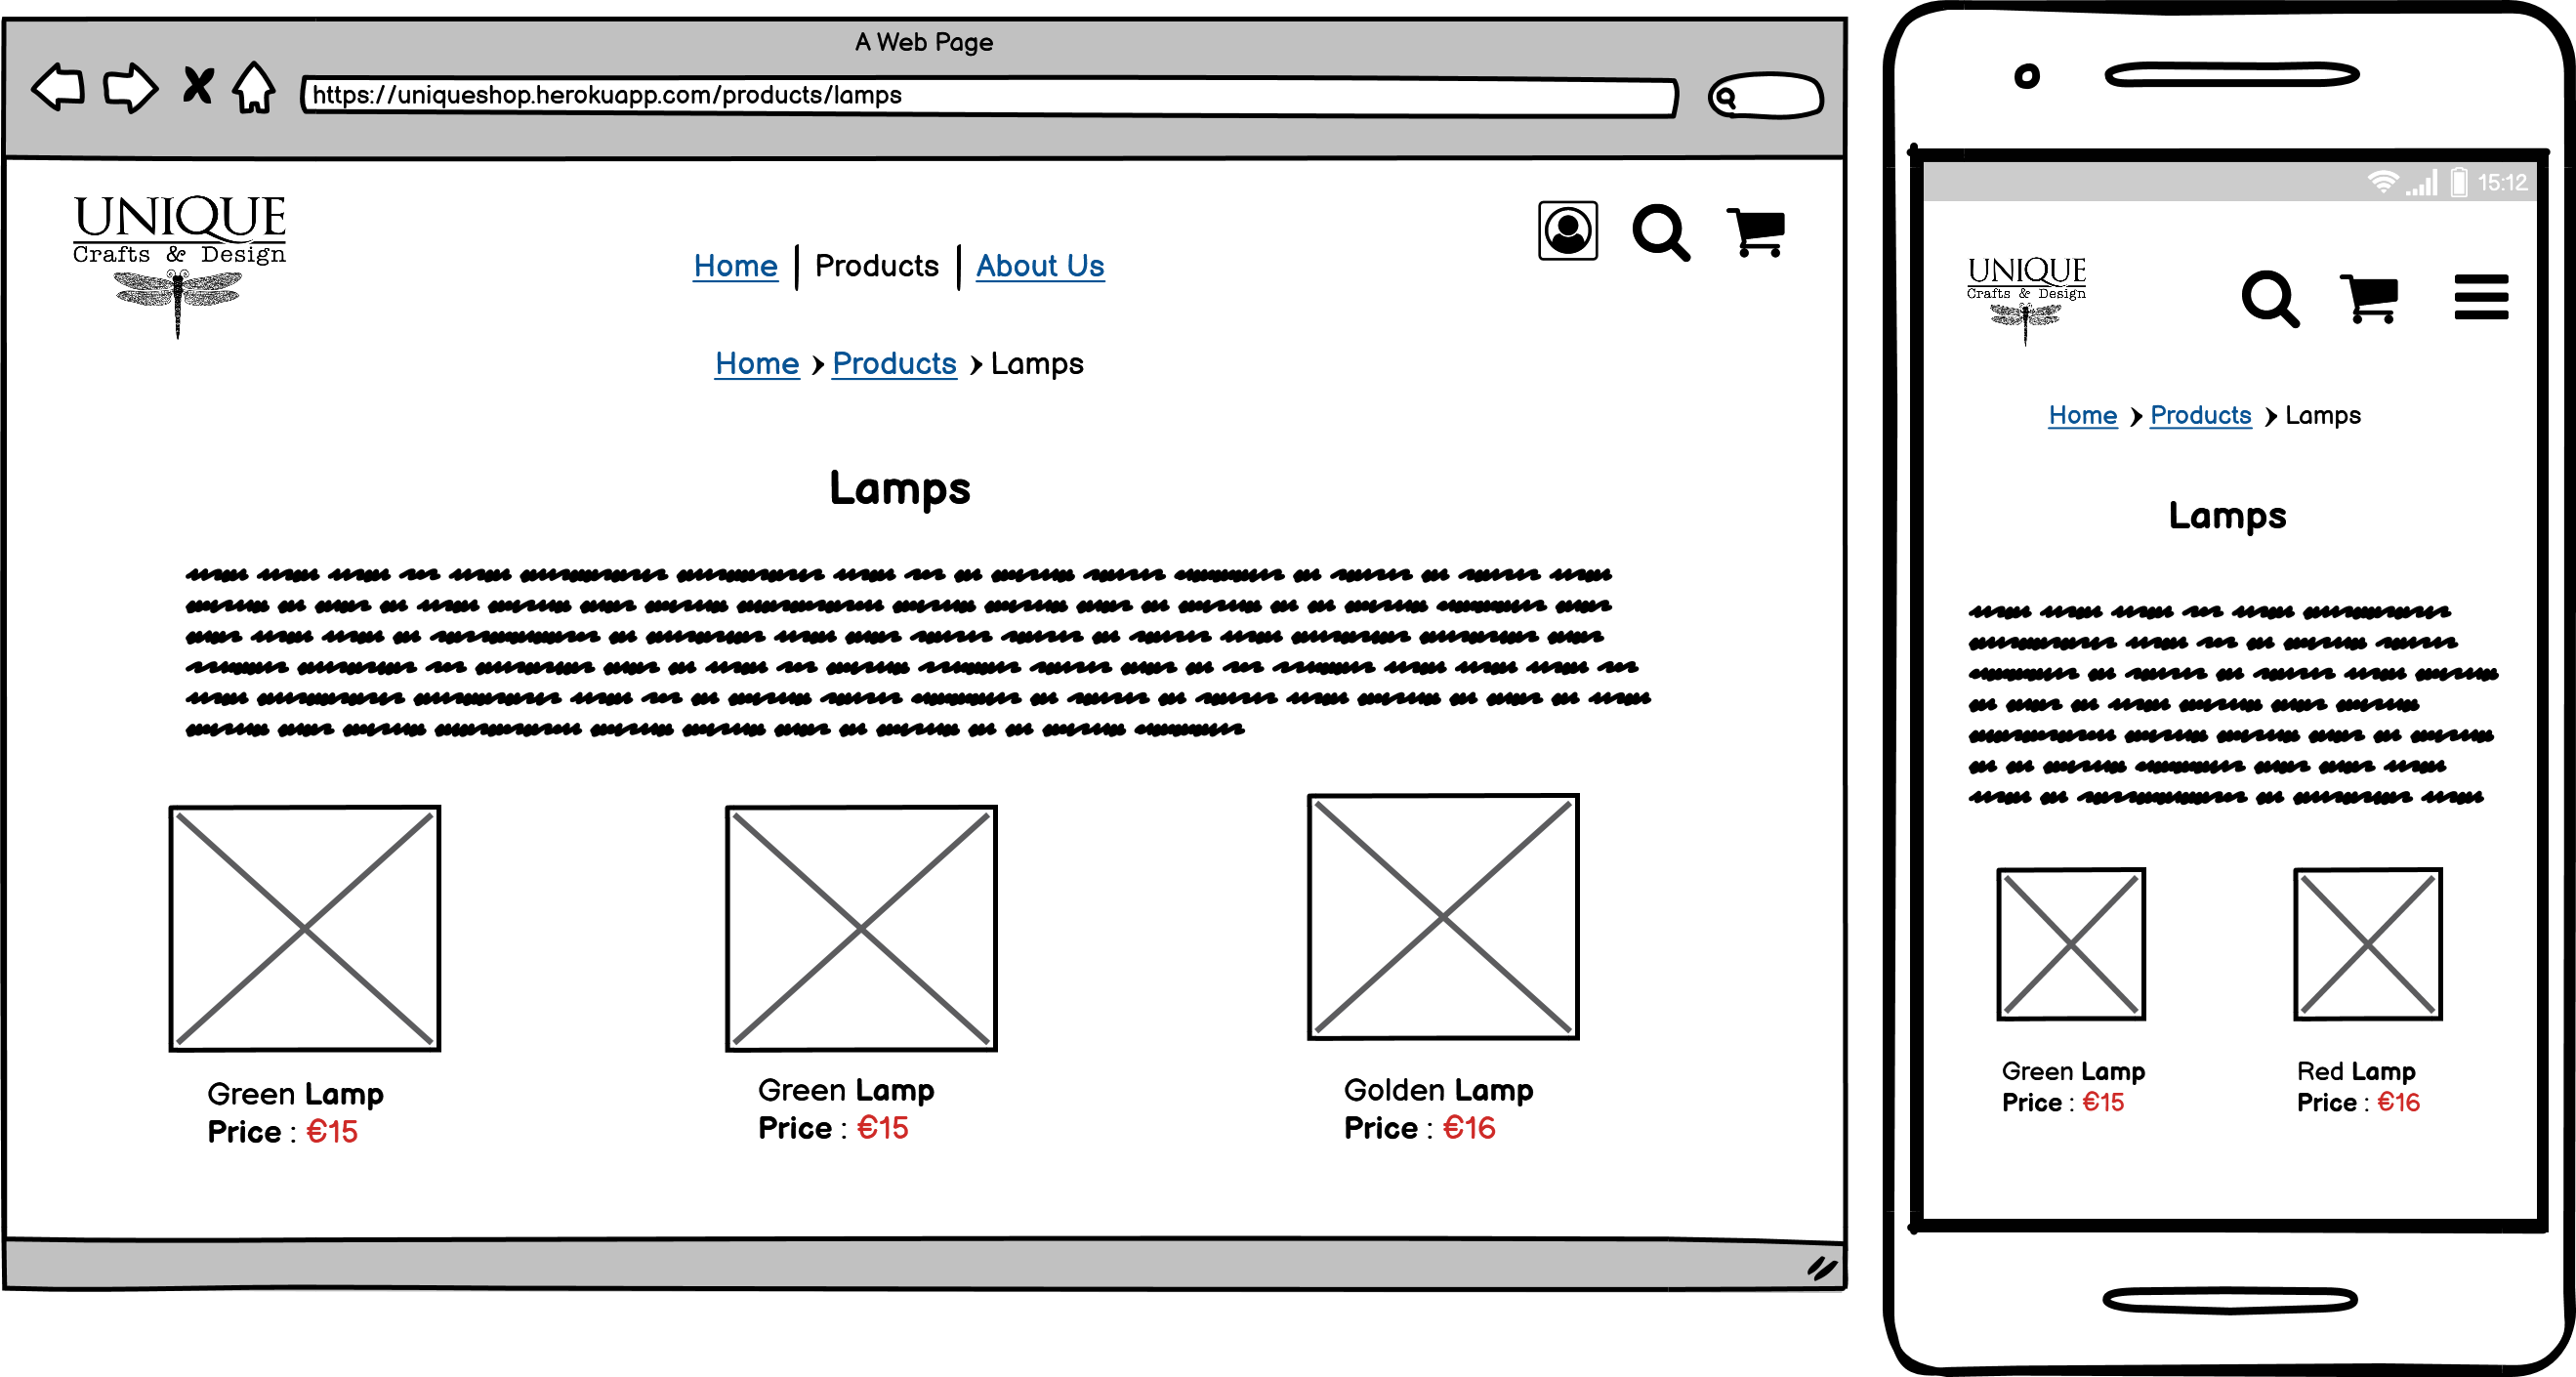 A Web Page
https://uniqueshop.herokuapp.com/products/lamps
UNIQUE
Crafts & Design
Home | Products | About Us
Home > Products > Lamps
Lamps
Green Lamp
Price : €15
Green Lamp
Price : €15
Golden Lamp
Price : €16
15:12
UNIQUE
Crafts & Design
Home > Products > Lamps
Lamps
Green Lamp
Price : €15
Red Lamp
Price : €16